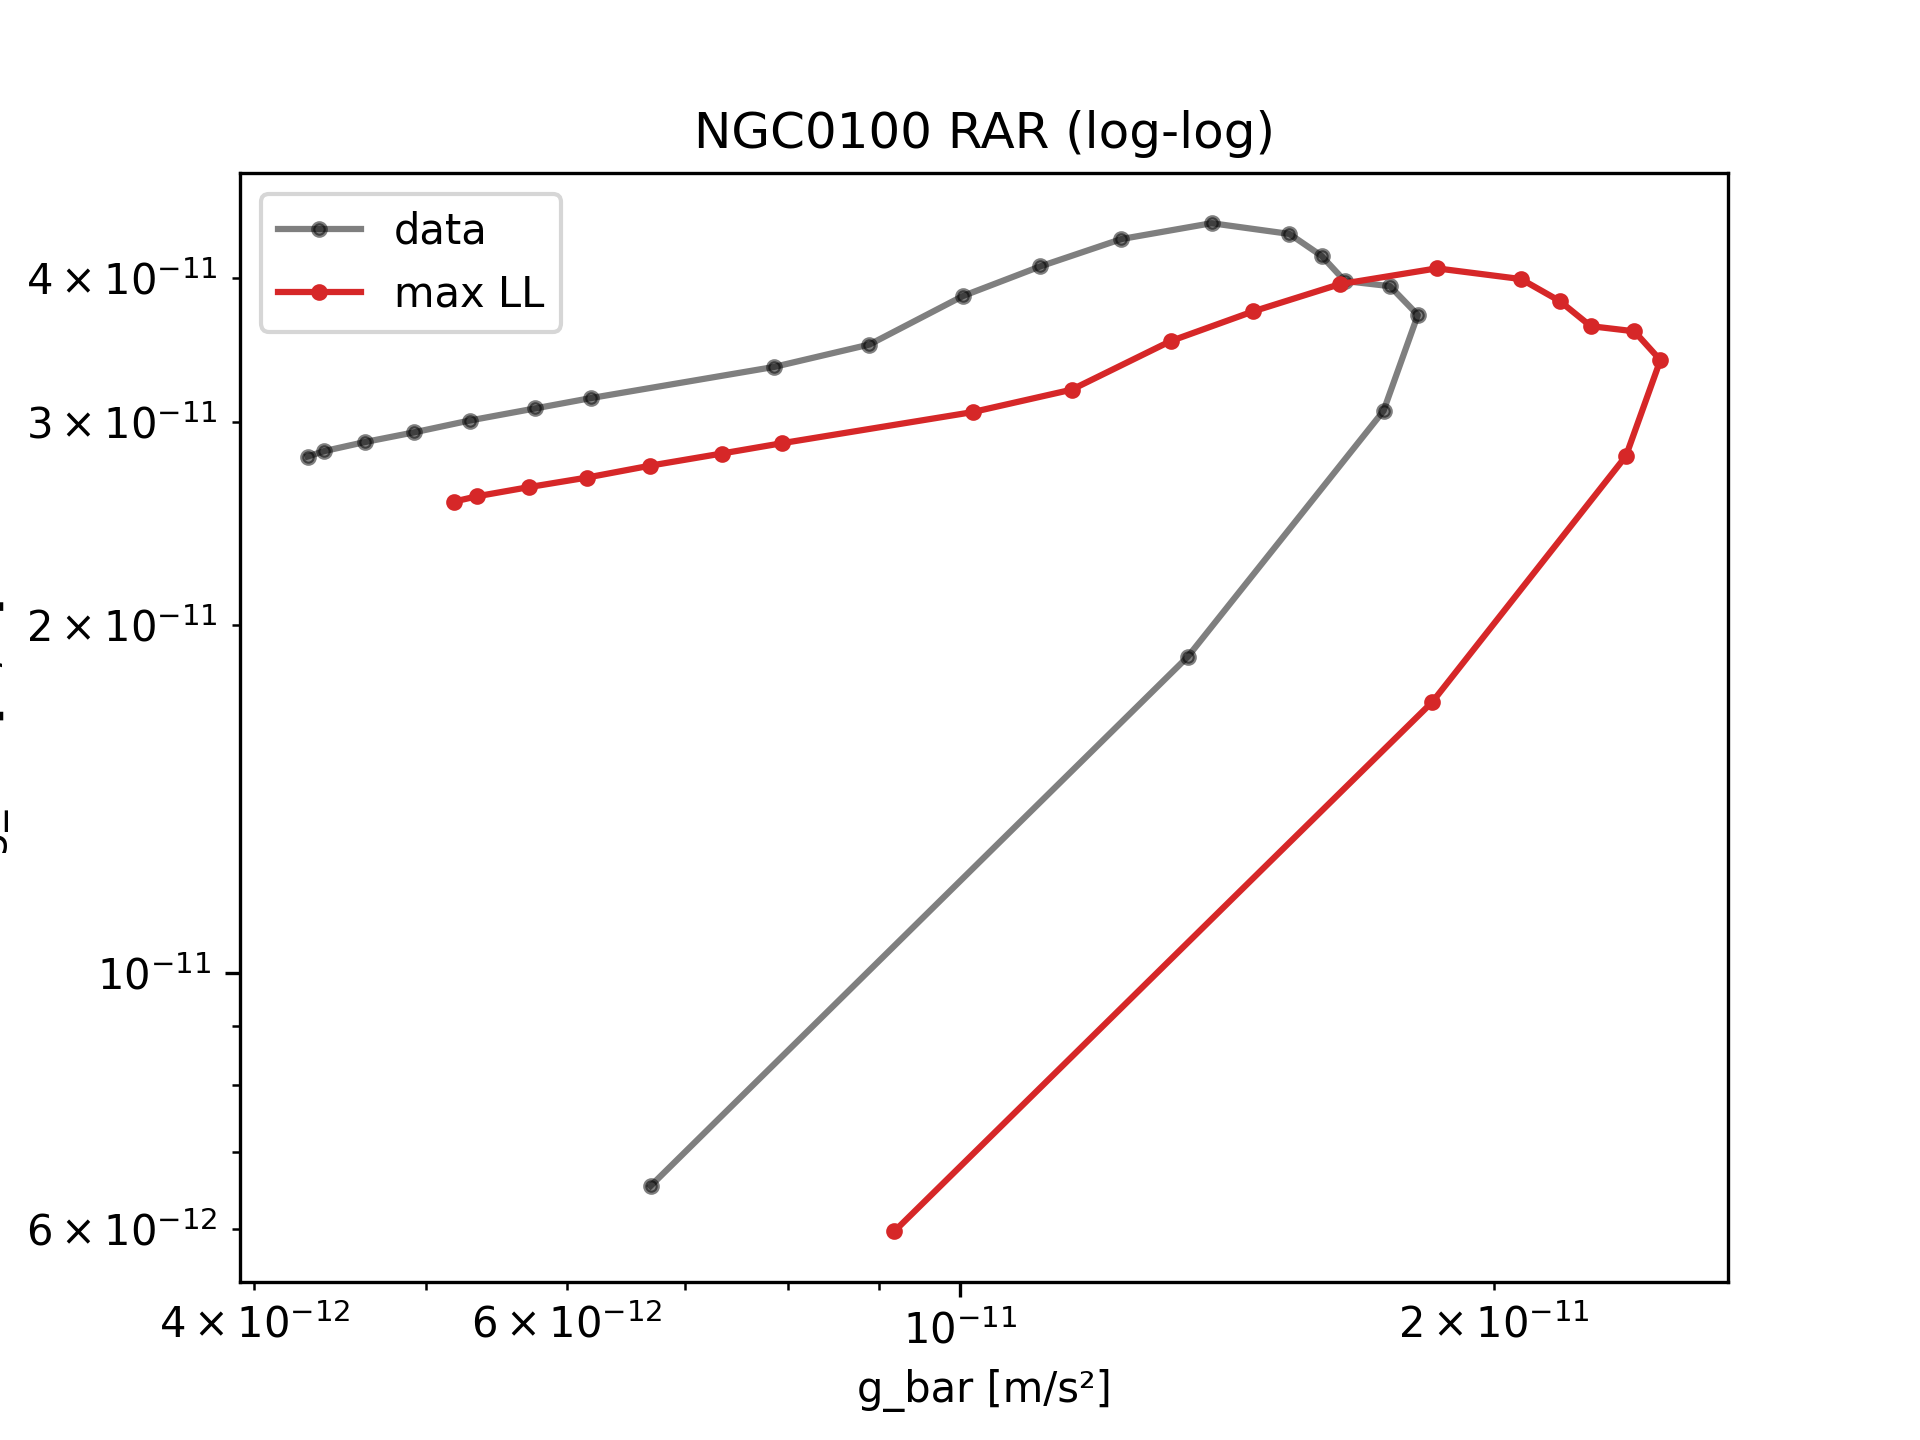 NGC0100 RAR (log-log)
data
max LL
4 × 10⁻¹¹
3 × 10⁻¹¹
2 × 10⁻¹¹
10⁻¹¹
6 × 10⁻¹²
4 × 10⁻¹²
6 × 10⁻¹²
10⁻¹¹
2 × 10⁻¹¹
g_bar [m/s²]